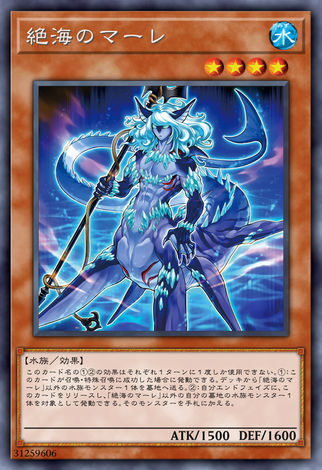 絶海のマーレ
水
【水族／効果】
このカード名の①②の効果はそれぞれ１ターンに１度しか使用できない。①：こ
のカードが召喚・特殊召喚に成功した場合に発動できる。デッキから「絶海のマ
ーレ」以外の水族モンスター１体を墓地へ送る。②：自分エンドフェイズに、こ
のカードをリリースし、「絶海のマーレ」以外の自分の墓地の水族モンスター１
体を対象として発動できる。そのモンスターを手札に加える。
ATK/1500 DEF/1600
31259606